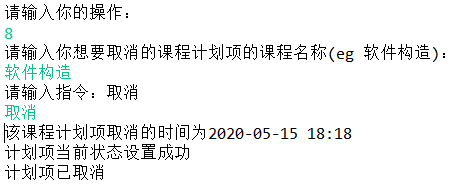 请输入你的操作：
8
请输入你想要取消的课程计划项的课程名称(eg 软件构造)：
软件构造
请输入指令：取消
取消
该课程计划项取消的时间为2020-05-15 18:18
计划项当前状态设置成功
计划项已取消